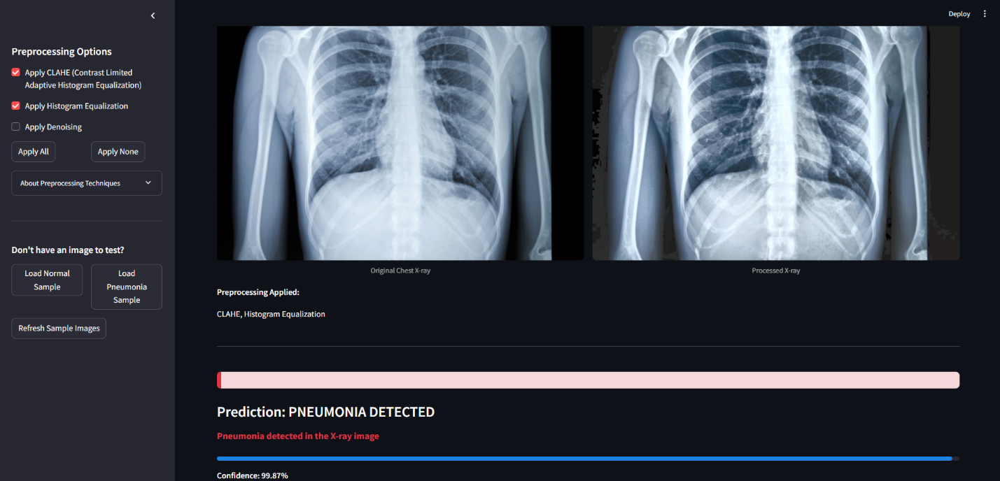 Deploy
Preprocessing Options
Apply CLAHE (Contrast Limited
Adaptive Histogram Equalization)
Apply Histogram Equalization
Apply Denoising
Apply All
Apply None
About Preprocessing Techniques
Don't have an image to test?
Load Normal
Sample
Load
Pneumonia
Sample
Refresh Sample Images
Original Chest X-ray
Processed X-ray
Preprocessing Applied:
CLAHE, Histogram Equalization
Prediction: PNEUMONIA DETECTED
Pneumonia detected in the X-ray image
Confidence: 99.87%